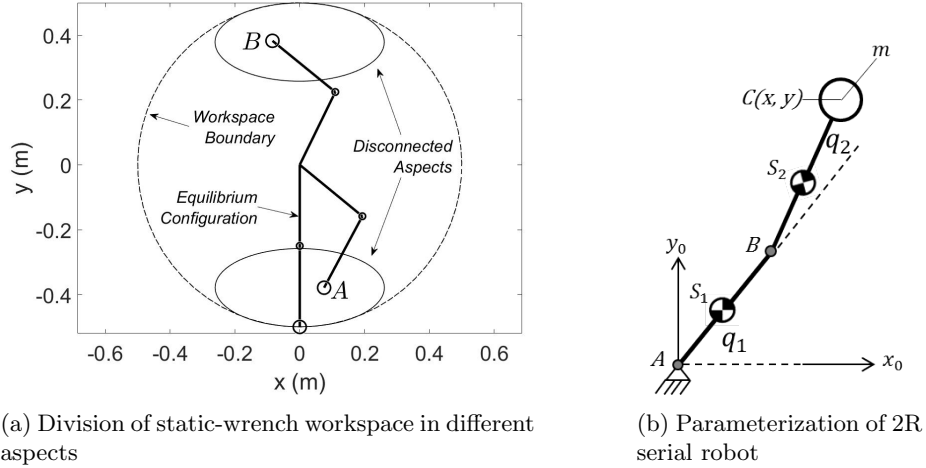 0.4
B
0.2
Workspace
Boundary
Disconnected
Aspects
y (m)
0
Equilibrium
Configuration
-0.2
-0.4
A
-0.6
-0.4
-0.2
0
0.2
0.4
0.6
x (m)
(a) Division of static-wrench workspace in different
aspects
m
C(x, y)
q2
S2
B
y0
S1
q1
A
x0
(b) Parameterization of 2R
serial robot